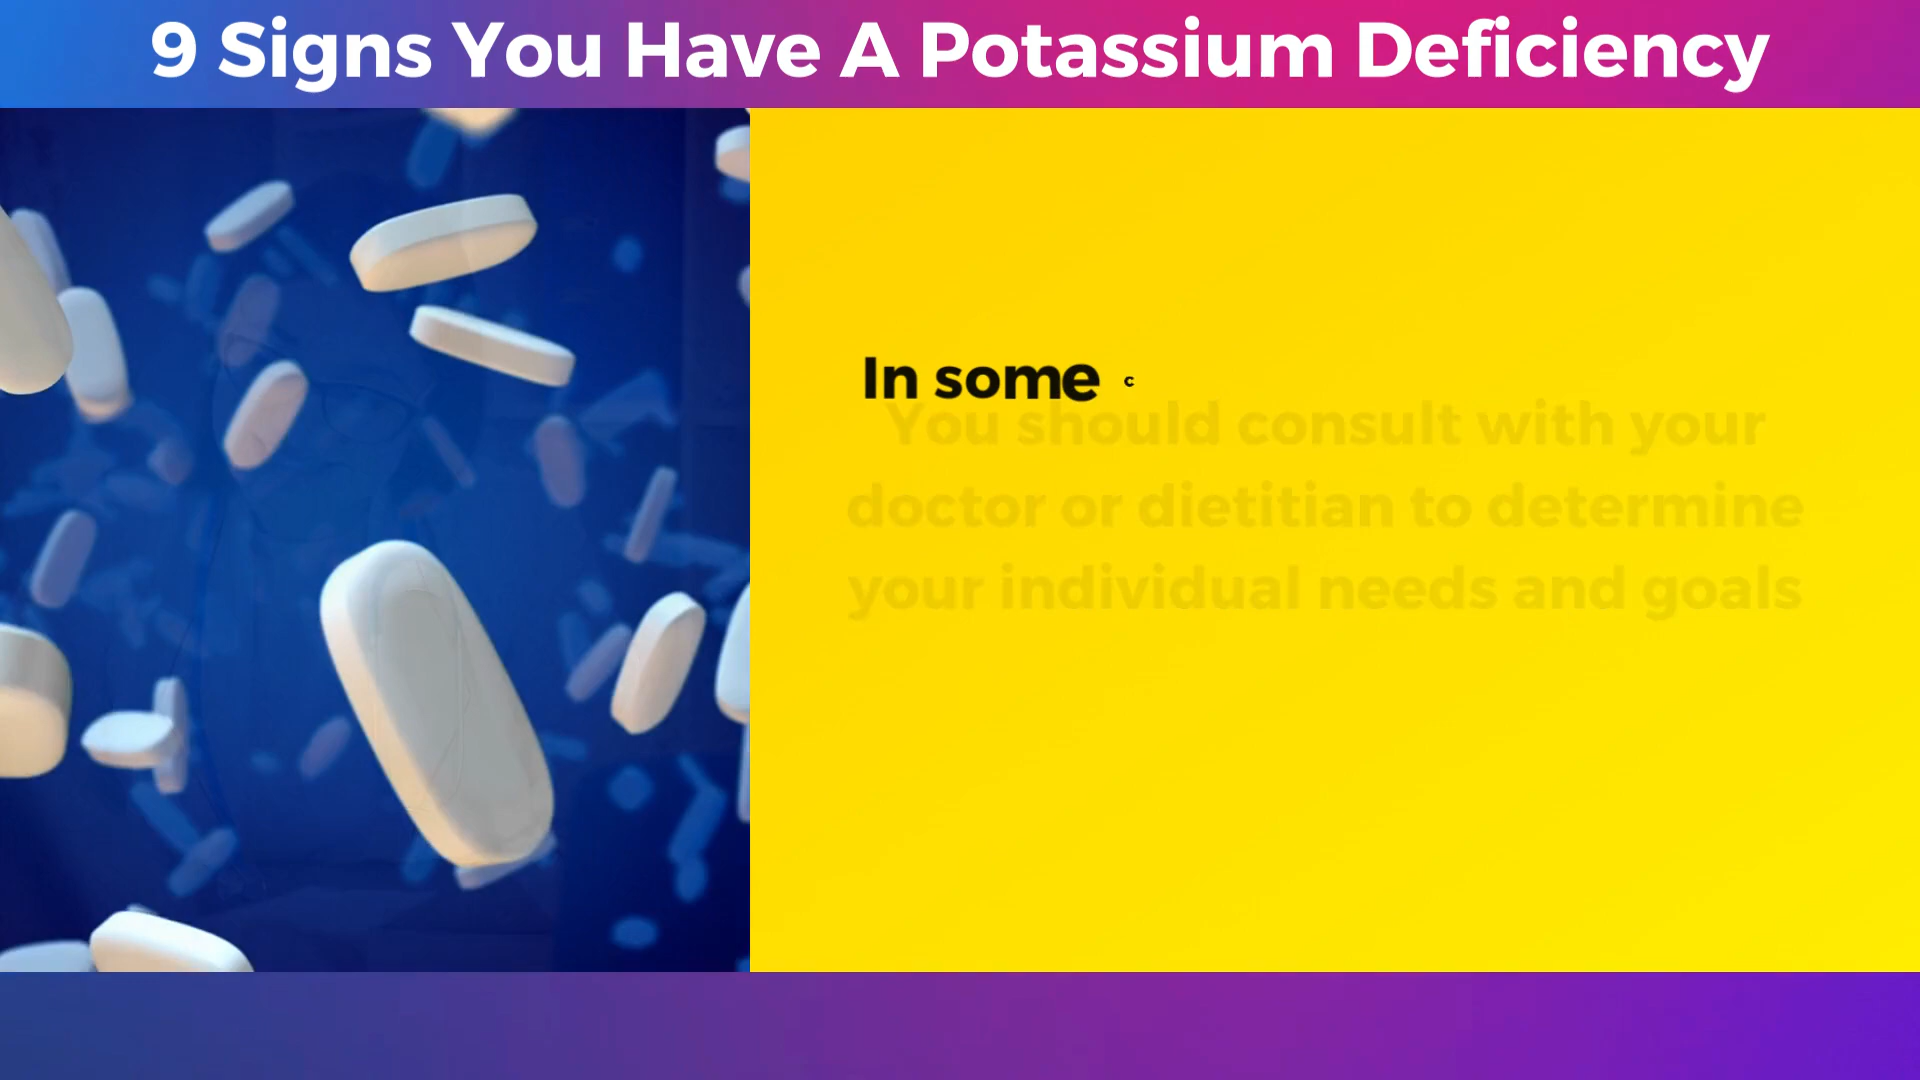 9 Signs You Have A Potassium Deficiency
In some c
You should consult with your
doctor or dietitian to determine
your individual needs and goals